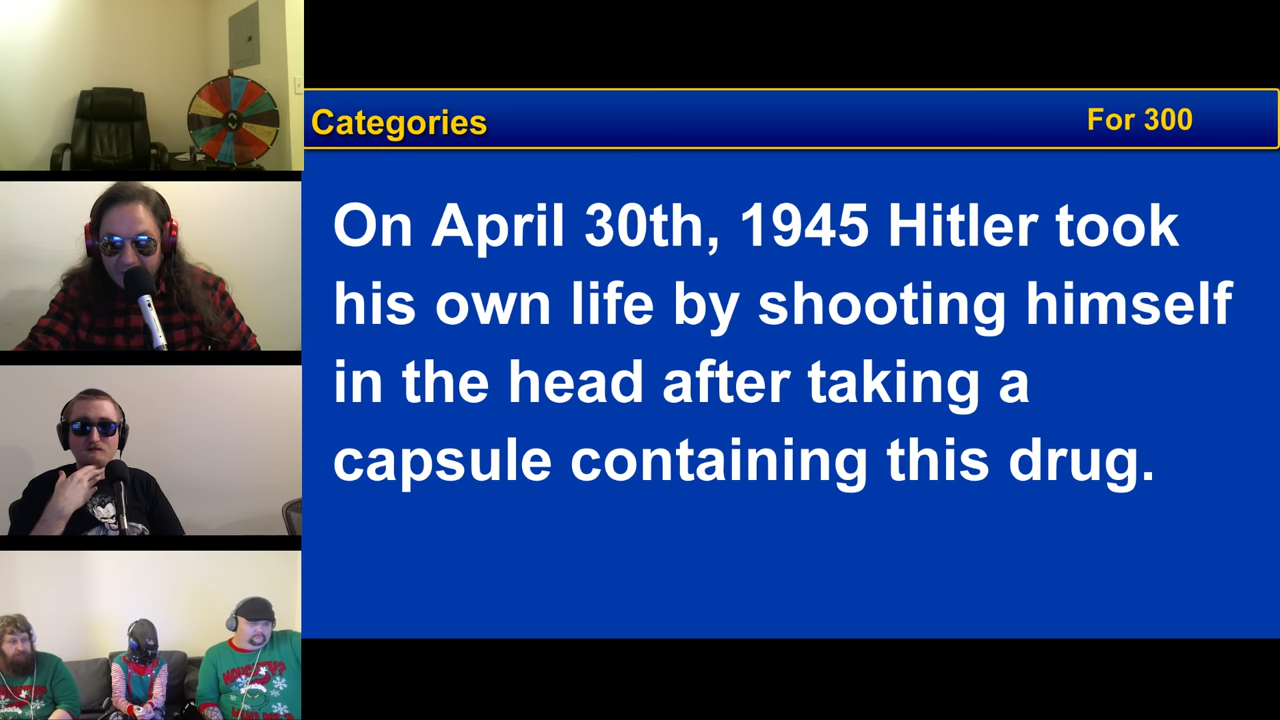 Categories
For 300
On April 30th, 1945 Hitler took
his own life by shooting himself
in the head after taking a
capsule containing this drug.